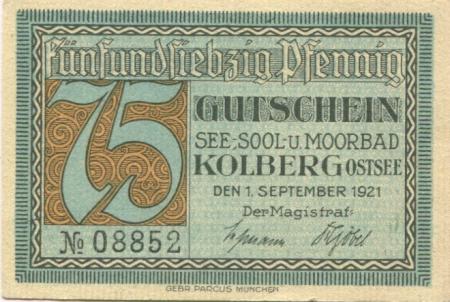 Fünfundsiebzig Pfennig
75
GUTSCHEIN
SEE-SOOL-U. MOORBAD
KOLBERG OSTSEE
DEN 1. SEPTEMBER 1921
Der Magistrat:
№ 08852
GEBR. PARCUS MÜNCHEN